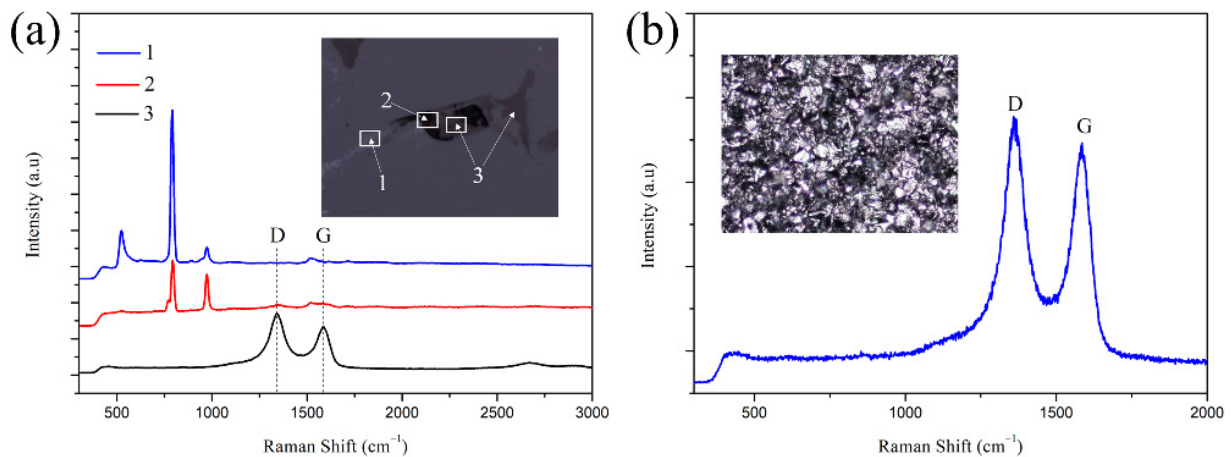 (a)
1
2
3
2
1
3
D
G
Intensity (a.u)
500
1000
1500
2000
2500
3000
Raman Shift (cm⁻¹)
(b)
D
G
Intensity (a.u)
500
1000
1500
2000
Raman Shift (cm⁻¹)